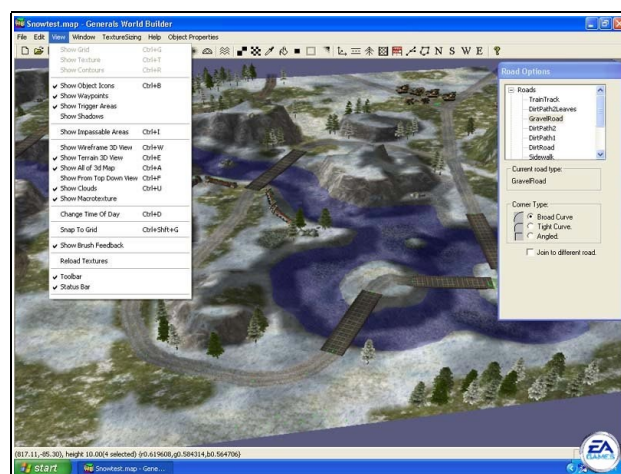 Snowtest.map - Generals World Builder
File Edit View Window TextureSizing Help Object Properties
N S W E
Show Grid Ctrl+G
Show Texture Ctrl+T
Show Contours Ctrl+R
Show Object Icons Ctrl+B
Show Waypoints
Show Trigger Areas
Show Shadows
Show Impassable Areas Ctrl+I
Show Wireframe 3D View Ctrl+W
Show Terrain 3D View Ctrl+E
Show All of 3d Map Ctrl+A
Show From Top Down View Ctrl+F
Show Clouds Ctrl+U
Show Macrotexture
Change Time Of Day Ctrl+D
Snap To Grid Ctrl+Shft+G
Show Brush Feedback
Reload Textures
Toolbar
Status Bar
Road Options
Roads
TrainTrack
DirtPath2Leaves
GravelRoad
DirtPath2
DirtPath1
DirtRoad
Sidewalk
Current road type:
GravelRoad
Corner Type:
Broad Curve
Tight Curve.
Angled.
Join to different road.
(817.11,-85.30), height 10.00(4 selected) {r0.619608,g0.584314,b0.564706}
start
Snowtest.map - Gene...
EA
GAMES